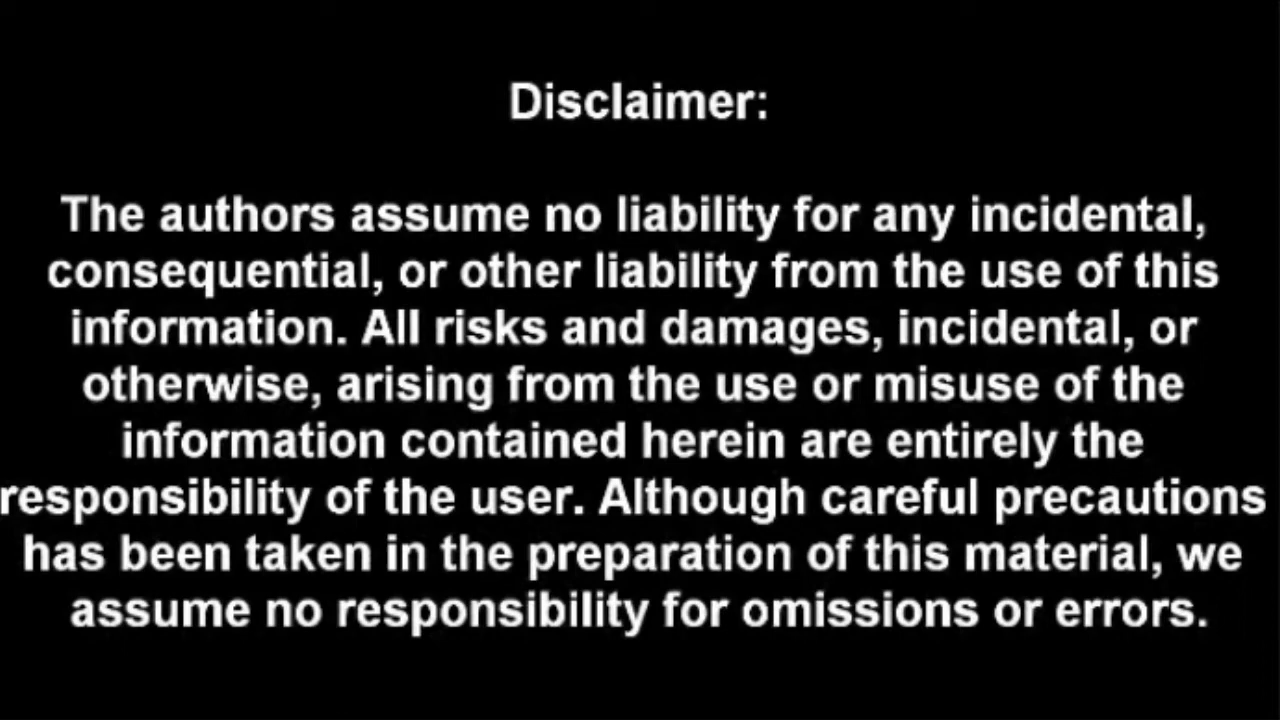 Disclaimer:
The authors assume no liability for any incidental,
consequential, or other liability from the use of this
information. All risks and damages, incidental, or
otherwise, arising from the use or misuse of the
information contained herein are entirely the
responsibility of the user. Although careful precautions
has been taken in the preparation of this material, we
assume no responsibility for omissions or errors.